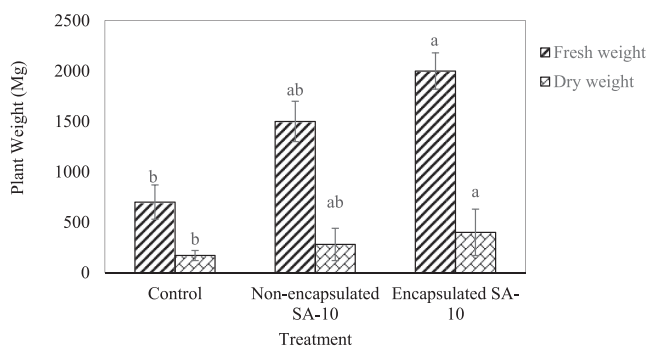 Plant Weight (Mg)
2500
2000
1500
1000
500
0
b
b
ab
ab
a
a
Control
Non-encapsulated
SA-10
Encapsulated SA-
10
Treatment
Fresh weight
Dry weight